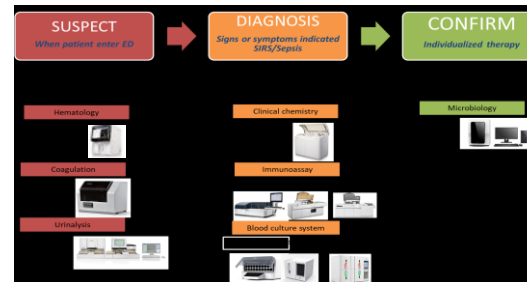 SUSPECT
When patient enter ED
DIAGNOSIS
Signs or symptoms indicated
SIRS/Sepsis
CONFIRM
Individualized therapy
Hematology
Coagulation
Urinalysis
Clinical chemistry
Immunoassay
Blood culture system
Microbiology